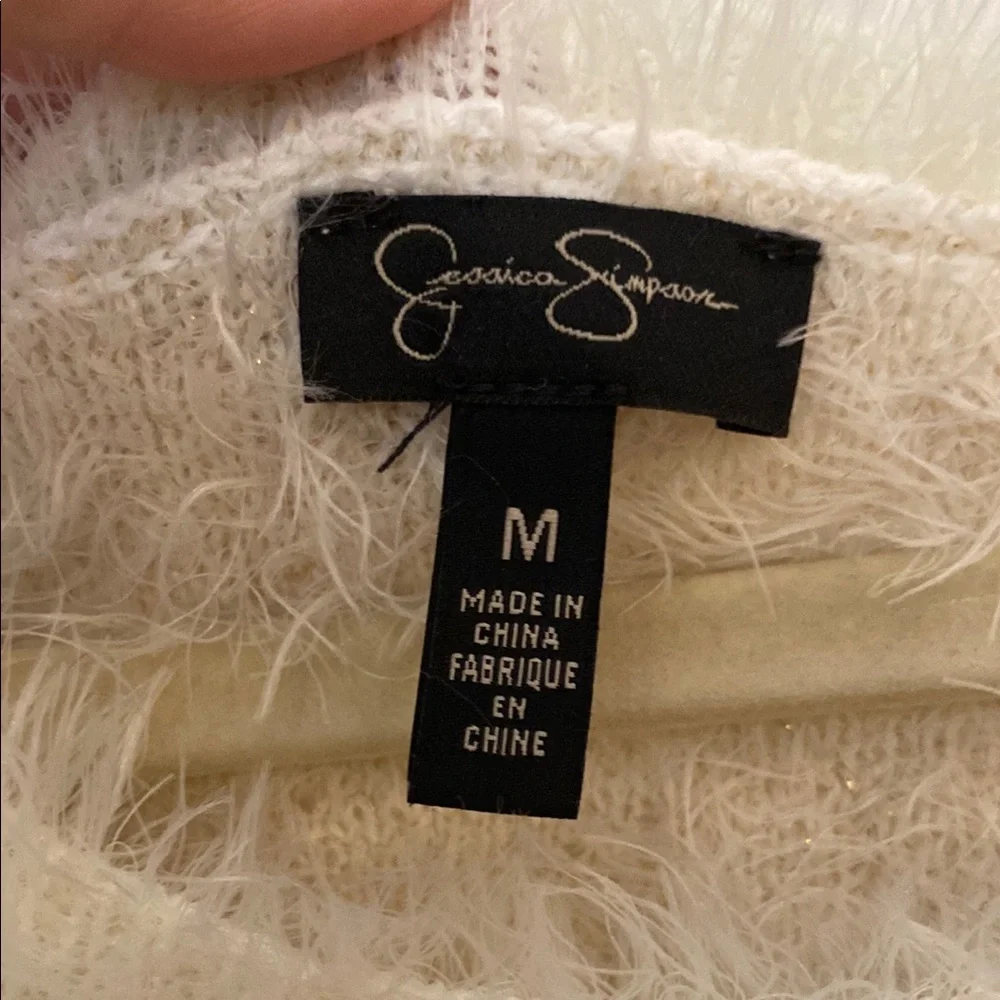 Jessica Simpson
M
MADE IN
CHINA
FABRIQUE
EN
CHINE